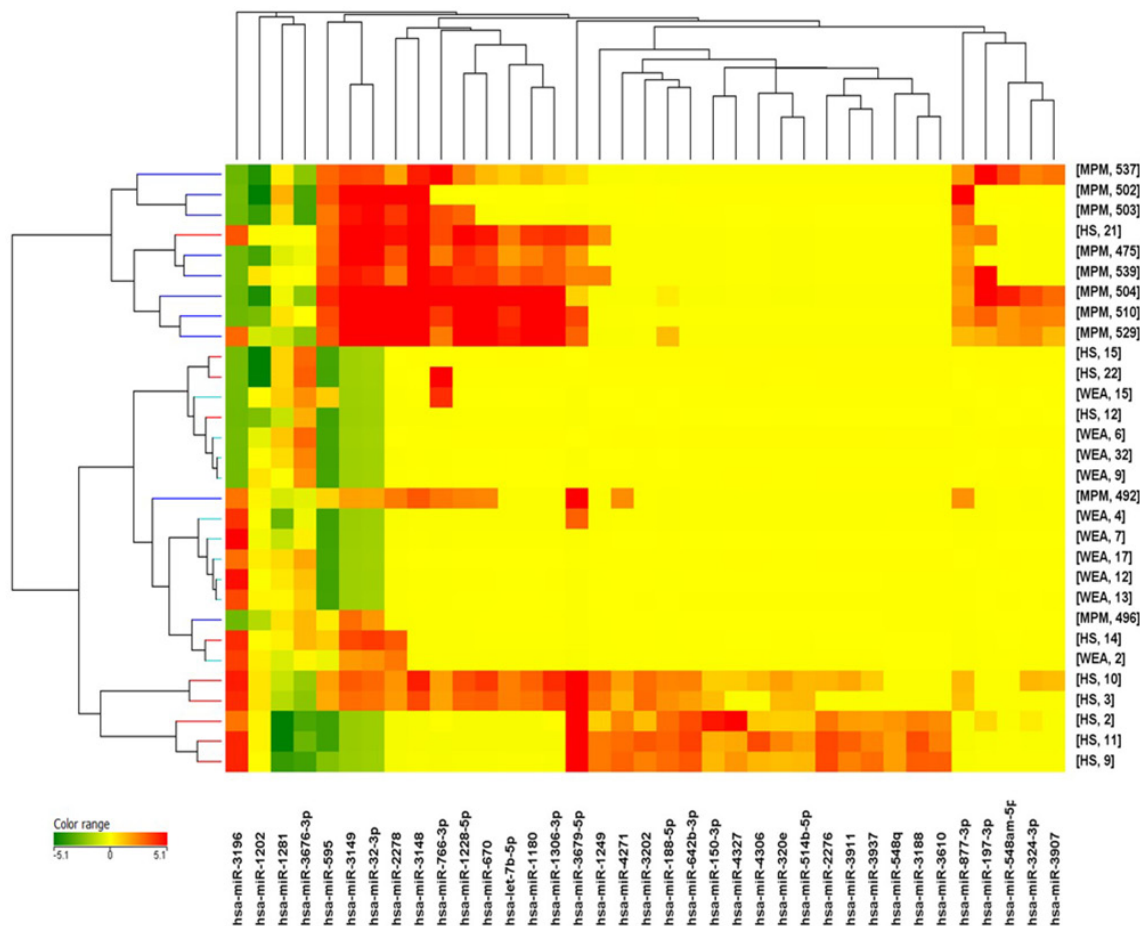 [MPM, 537]
[MPM, 502]
[MPM, 503]
[HS, 21]
[MPM, 475]
[MPM, 539]
[MPM, 504]
[MPM, 510]
[MPM, 529]
[HS, 15]
[HS, 22]
[WEA, 15]
[HS, 12]
[WEA, 6]
[WEA, 32]
[WEA, 9]
[MPM, 492]
[WEA, 4]
[WEA, 7]
[WEA, 17]
[WEA, 12]
[WEA, 13]
[MPM, 496]
[HS, 14]
[WEA, 2]
[HS, 10]
[HS, 3]
[HS, 2]
[HS, 11]
[HS, 9]
Color range
-5.1 0 5.1
hsa-miR-3196
hsa-miR-1202
hsa-miR-1281
hsa-miR-3676-3p
hsa-miR-595
hsa-miR-3149
hsa-miR-32-3p
hsa-miR-2278
hsa-miR-3148
hsa-miR-766-3p
hsa-miR-1228-5p
hsa-miR-670
hsa-let-7b-5p
hsa-miR-1180
hsa-miR-1306-3p
hsa-miR-3679-5p
hsa-miR-1249
hsa-miR-4271
hsa-miR-3202
hsa-miR-188-5p
hsa-miR-642b-3p
hsa-miR-150-3p
hsa-miR-4327
hsa-miR-4306
hsa-miR-320e
hsa-miR-514b-5p
hsa-miR-2276
hsa-miR-3911
hsa-miR-3937
hsa-miR-548q
hsa-miR-3188
hsa-miR-3610
hsa-miR-877-3p
hsa-miR-197-3p
hsa-miR-548am-5p
hsa-miR-324-3p
hsa-miR-3907